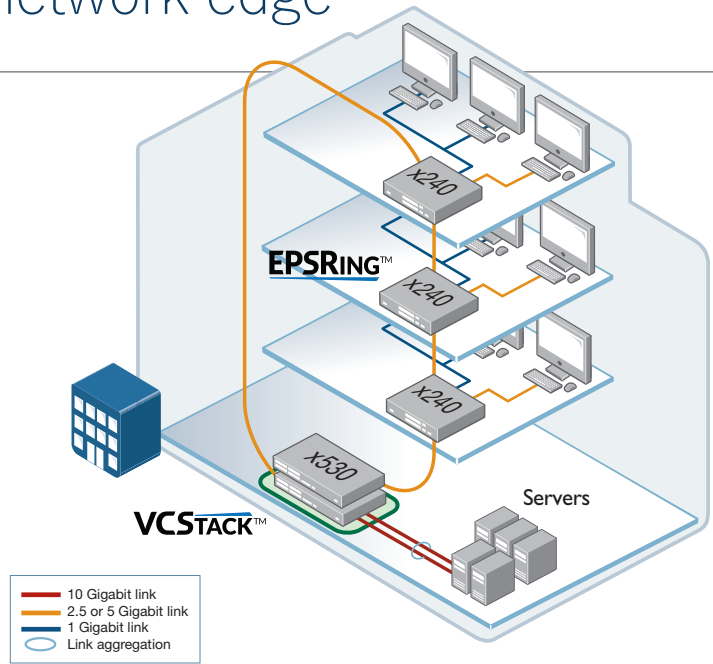 network edge
x240
EPSRING™
x240
x240
x530
Servers
VCSTACK™
10 Gigabit link
2.5 or 5 Gigabit link
1 Gigabit link
Link aggregation